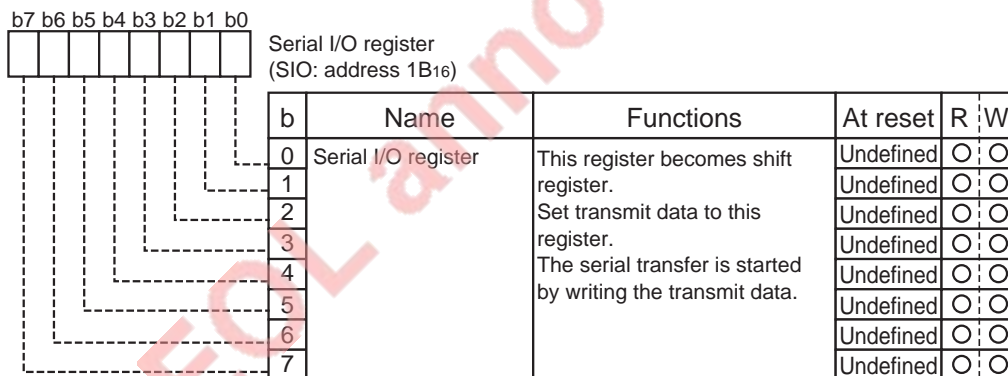 b7 b6 b5 b4 b3 b2 b1 b0
Serial I/O register
(SIO: address 1B16)
b Name Functions At reset R W
0 Serial I/O register This register becomes shift Undefined O O
1 register. Undefined O O
2 Set transmit data to this Undefined O O
3 register. Undefined O O
4 The serial transfer is started Undefined O O
5 by writing the transmit data. Undefined O O
6 Undefined O O
7 Undefined O O
EOL anno